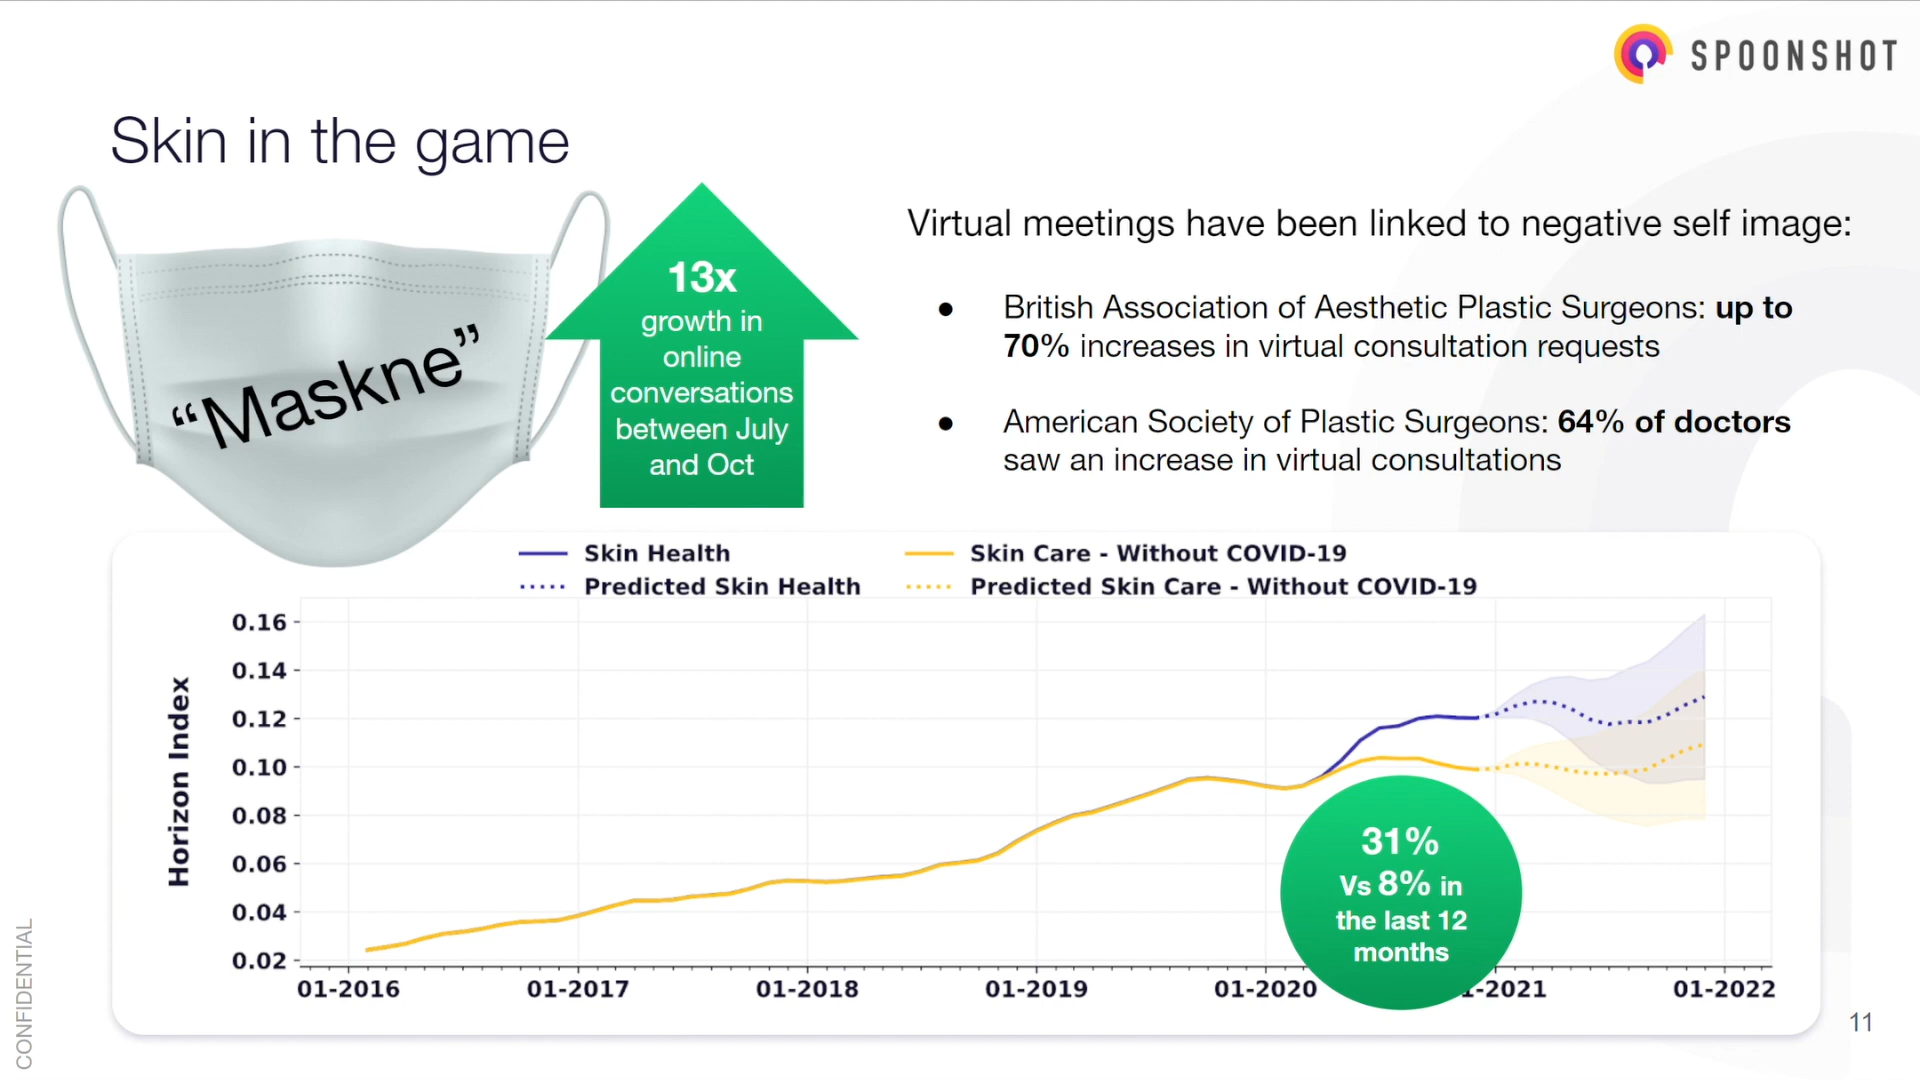 SPOONSHOT
Skin in the game
“Maskne”
13x
growth in
online
conversations
between July
and Oct
Virtual meetings have been linked to negative self image:
● British Association of Aesthetic Plastic Surgeons: up to
70% increases in virtual consultation requests
● American Society of Plastic Surgeons: 64% of doctors
saw an increase in virtual consultations
Skin Health
Predicted Skin Health
Skin Care - Without COVID-19
Predicted Skin Care - Without COVID-19
Horizon Index
0.16
0.14
0.12
0.10
0.08
0.06
0.04
0.02
01-2016 01-2017 01-2018 01-2019 01-2020 1-2021 01-2022
31%
Vs 8% in
the last 12
months
CONFIDENTIAL
11